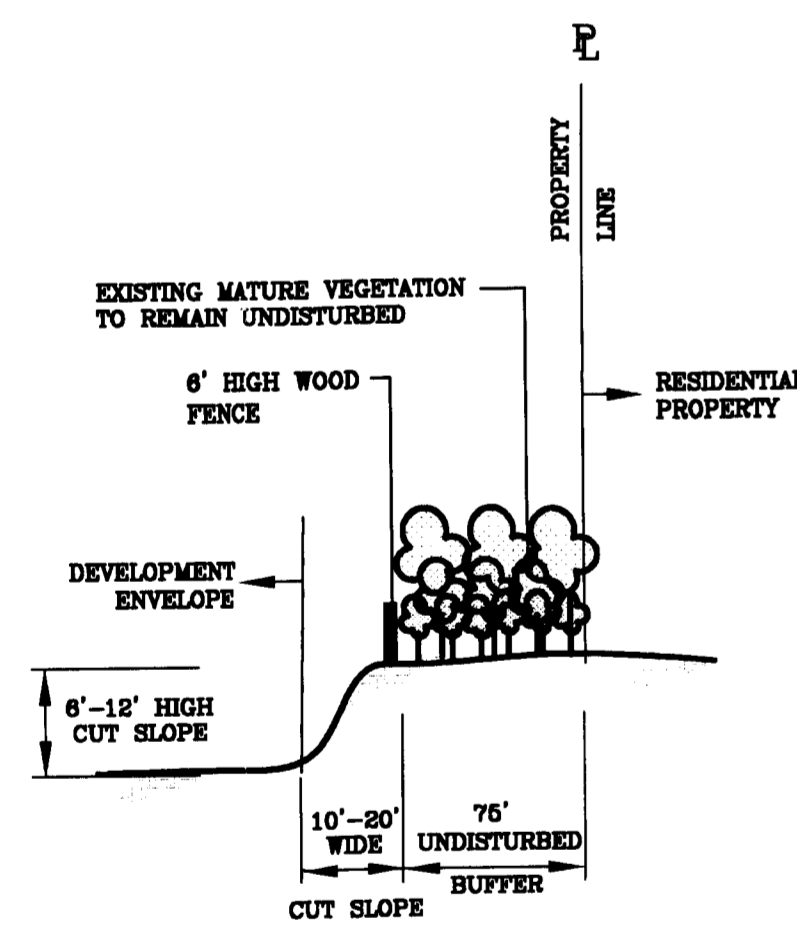 PL
PROPERTY
LINE
EXISTING MATURE VEGETATION
TO REMAIN UNDISTURBED
6' HIGH WOOD
FENCE
RESIDENTIAL
PROPERTY
DEVELOPMENT
ENVELOPE
6'-12' HIGH
CUT SLOPE
10'-20'
WIDE
CUT SLOPE
75'
UNDISTURBED
BUFFER